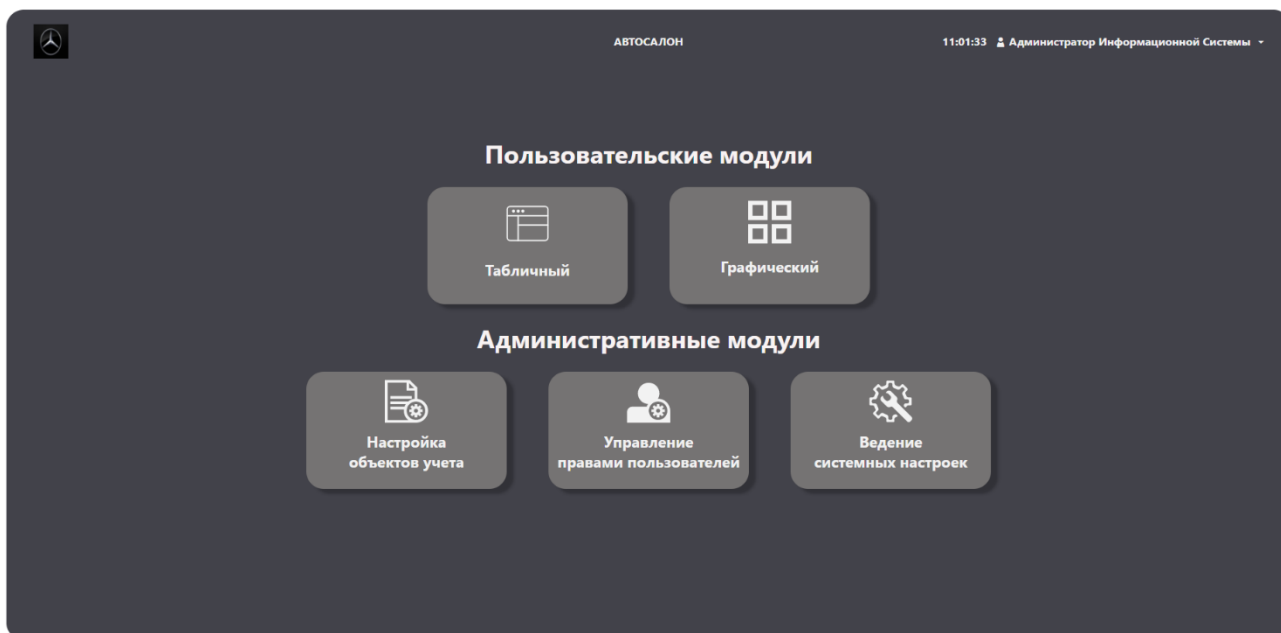 АВТОСАЛОН
11:01:33 Администратор Информационной Системы
Пользовательские модули
Табличный
Графический
Административные модули
Настройка
объектов учета
Управление
правами пользователей
Ведение
системных настроек